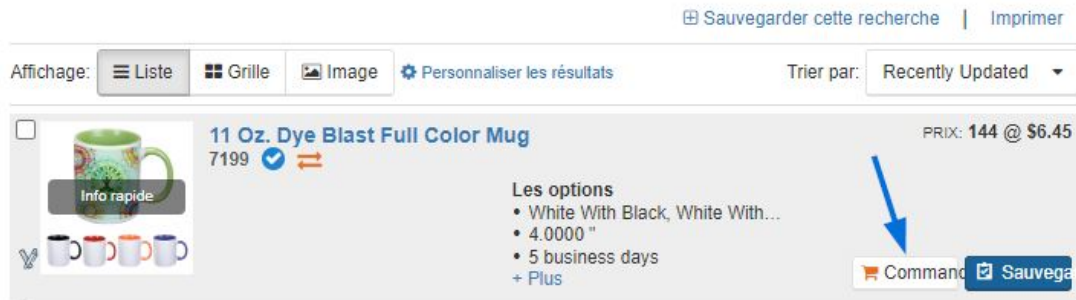 Sauvegarder cette recherche | Imprimer
Affichage: Liste Grille Image Personnaliser les résultats Trier par: Recently Updated
11 Oz. Dye Blast Full Color Mug PRIX: 144 @ $6.45
7199
Info rapide
Les options
• White With Black, White With...
• 4.0000 "
• 5 business days
+ Plus
Command Sauvega